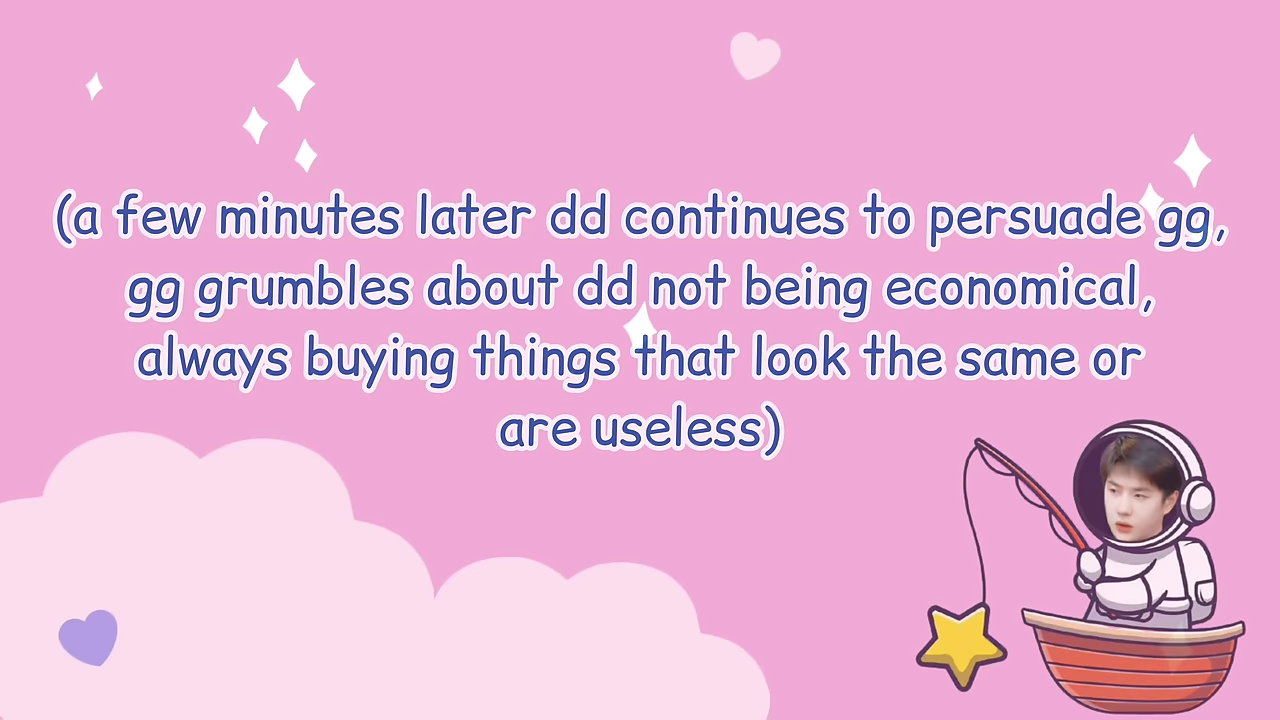 (a few minutes later dd continues to persuade gg,
gg grumbles about dd not being economical,
always buying things that look the same or
are useless)